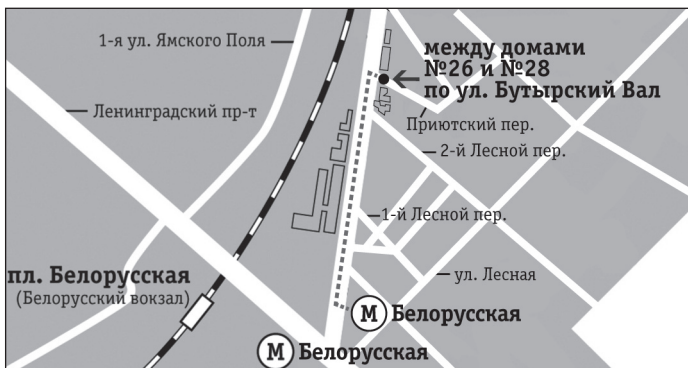 1-я ул. Ямского Поля
между домами
№26 и №28
по ул. Бутырский Вал
Ленинградский пр-т
Приютский пер.
2-й Лесной пер.
1-й Лесной пер.
пл. Белорусская
(Белорусский вокзал)
ул. Лесная
М Белорусская
М Белорусская